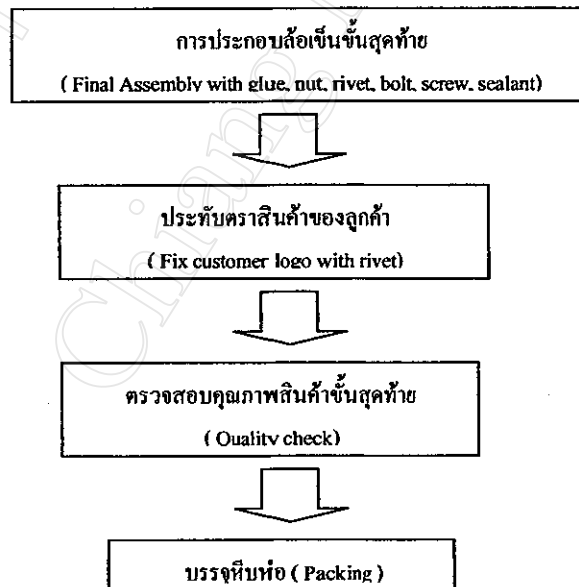 การประกอบล้อเข็นขั้นสุดท้าย
( Final Assembly with glue, nut, rivet, bolt, screw, sealant)
ประทับตราสินค้าของลูกค้า
( Fix customer logo with rivet)
ตรวจสอบคุณภาพสินค้าขั้นสุดท้าย
( Quality check)
บรรจุหีบห่อ ( Packing )
Chiang